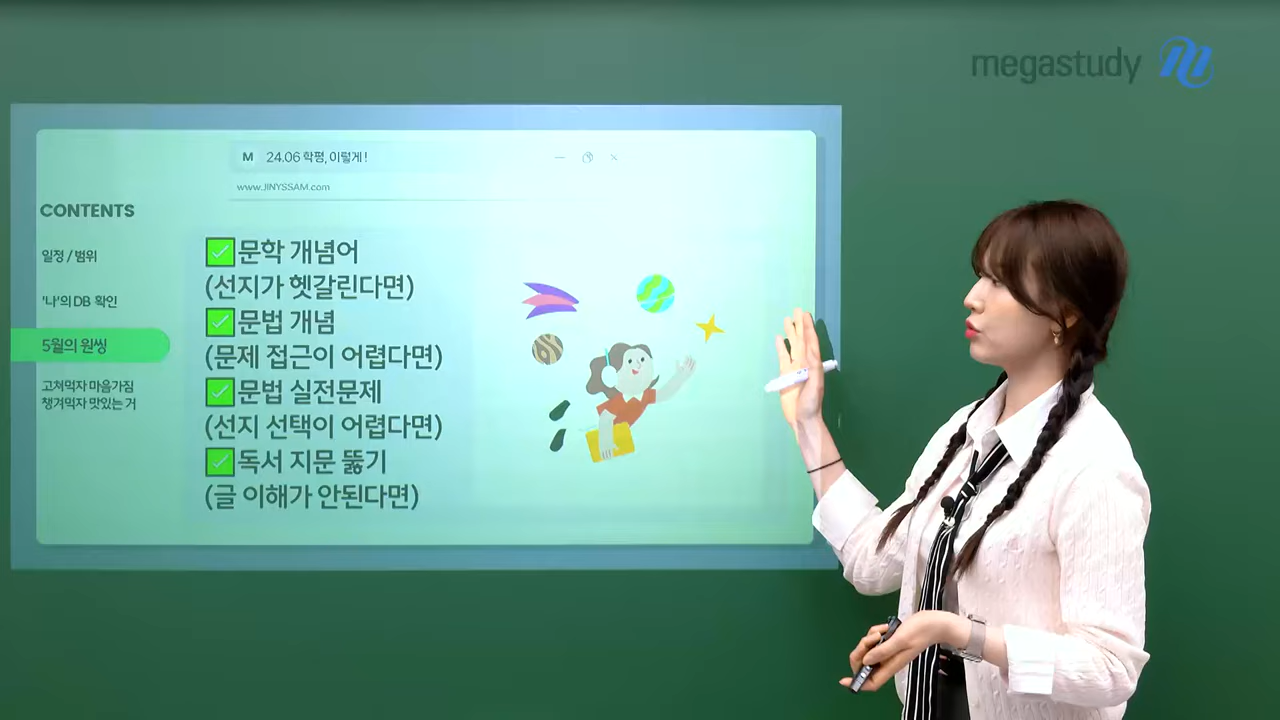 megastudy
M 24.06 학평, 이렇게!
www.JINYSSAM.com
CONTENTS
일정 / 범위
'나'의 DB 확인
5월의 원씽
고쳐먹자 마음가짐
챙겨먹자 맛있는 거
문학 개념어
(선지가 헷갈린다면)
문법 개념
(문제 접근이 어렵다면)
문법 실전문제
(선지 선택이 어렵다면)
독서 지문 뚫기
(글 이해가 안된다면)